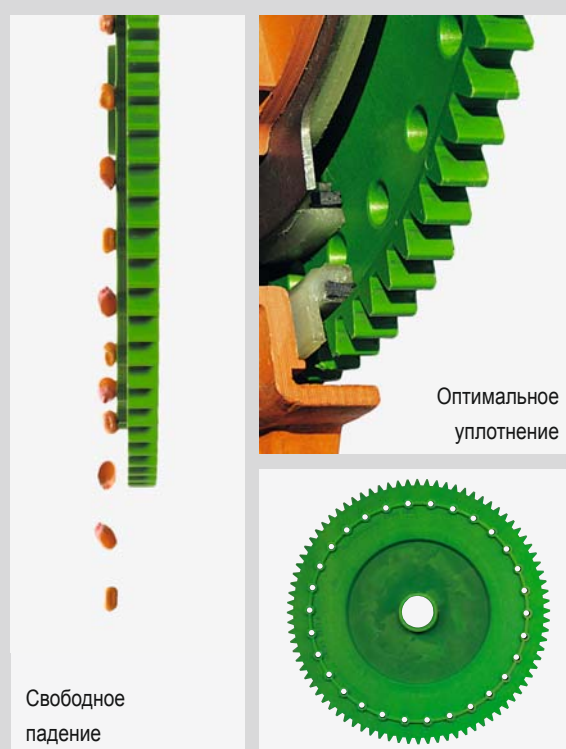 Оптимальное
уплотнение
Свободное
падение